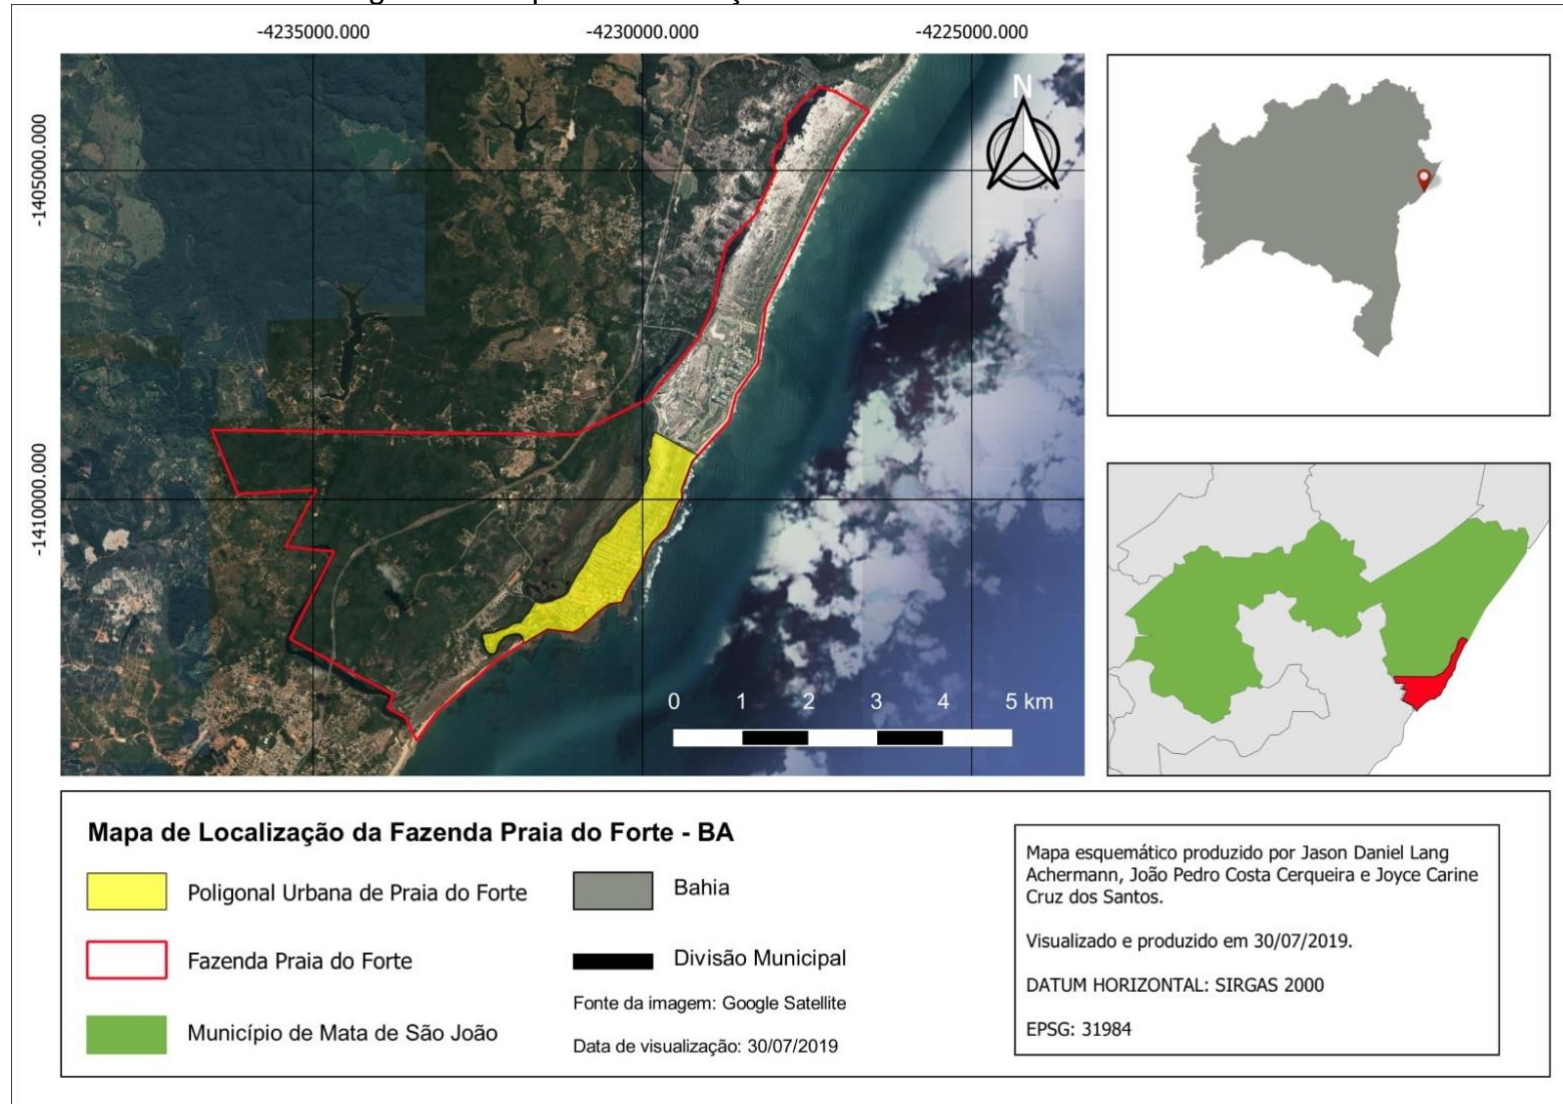 -4235000.000
-4230000.000
-4225000.000
-1405000.000
-1410000.000
N
0 1 2 3 4 5 km
Mapa de Localização da Fazenda Praia do Forte - BA
Poligonal Urbana de Praia do Forte
Fazenda Praia do Forte
Município de Mata de São João
Bahia
Divisão Municipal
Fonte da imagem: Google Satellite
Data de visualização: 30/07/2019
Mapa esquemático produzido por Jason Daniel Lang
Achermann, João Pedro Costa Cerqueira e Joyce Carine
Cruz dos Santos.
Visualizado e produzido em 30/07/2019.
DATUM HORIZONTAL: SIRGAS 2000
EPSG: 31984